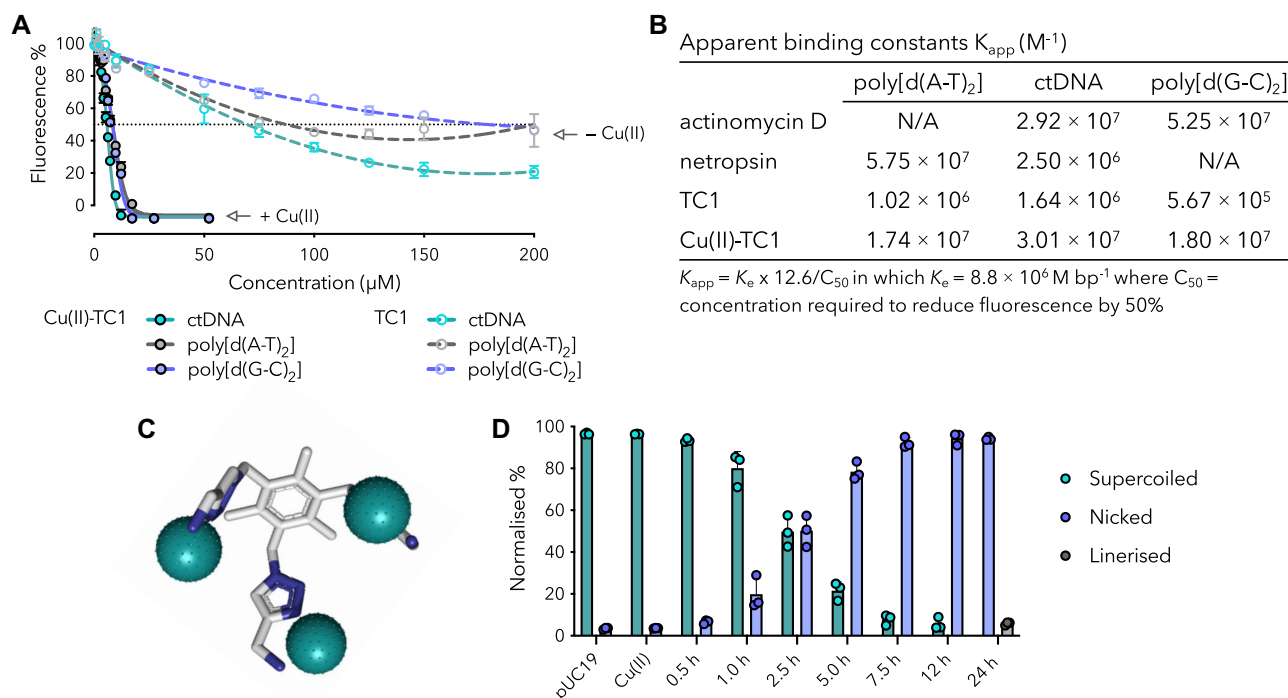 A
Fluorescence %
100
80
60
40
20
0
← – Cu(II)
← + Cu(II)
0 50 100 150 200
Concentration (µM)
Cu(II)-TC1 TC1
ctDNA ctDNA
poly[d(A-T)₂] poly[d(A-T)₂]
poly[d(G-C)₂] poly[d(G-C)₂]
B
Apparent binding constants Kapp (M⁻¹)
poly[d(A-T)₂] ctDNA poly[d(G-C)₂]
actinomycin D N/A 2.92 × 10⁷ 5.25 × 10⁷
netropsin 5.75 × 10⁷ 2.50 × 10⁶ N/A
TC1 1.02 × 10⁶ 1.64 × 10⁶ 5.67 × 10⁵
Cu(II)-TC1 1.74 × 10⁷ 3.01 × 10⁷ 1.80 × 10⁷
Kapp = Ke x 12.6/C₅₀ in which Ke = 8.8 × 10⁶ M bp⁻¹ where C₅₀ =
concentration required to reduce fluorescence by 50%
C
D
Normalised %
100
80
60
40
20
0
pUC19 Cu(II) 0.5 h 1.0 h 2.5 h 5.0 h 7.5 h 12 h 24 h
Supercoiled
Nicked
Linerised